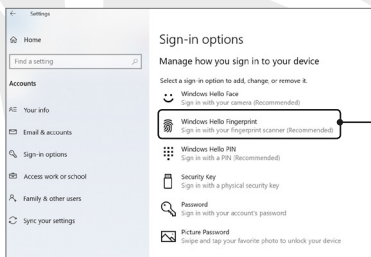 Settings
Home
Find a setting
Accounts
Your info
Email & accounts
Sign-in options
Access work or school
Family & other users
Sync your settings
Sign-in options
Manage how you sign in to your device
Select a sign-in option to add, change, or remove it.
Windows Hello Face
Sign in with your camera (Recommended)
Windows Hello Fingerprint
Sign in with your fingerprint scanner (Recommended)
Windows Hello PIN
Sign in with a PIN (Recommended)
Security Key
Sign in with a physical security key
Password
Sign in with your account's password
Picture Password
Swipe and tap your favorite photo to unlock your device